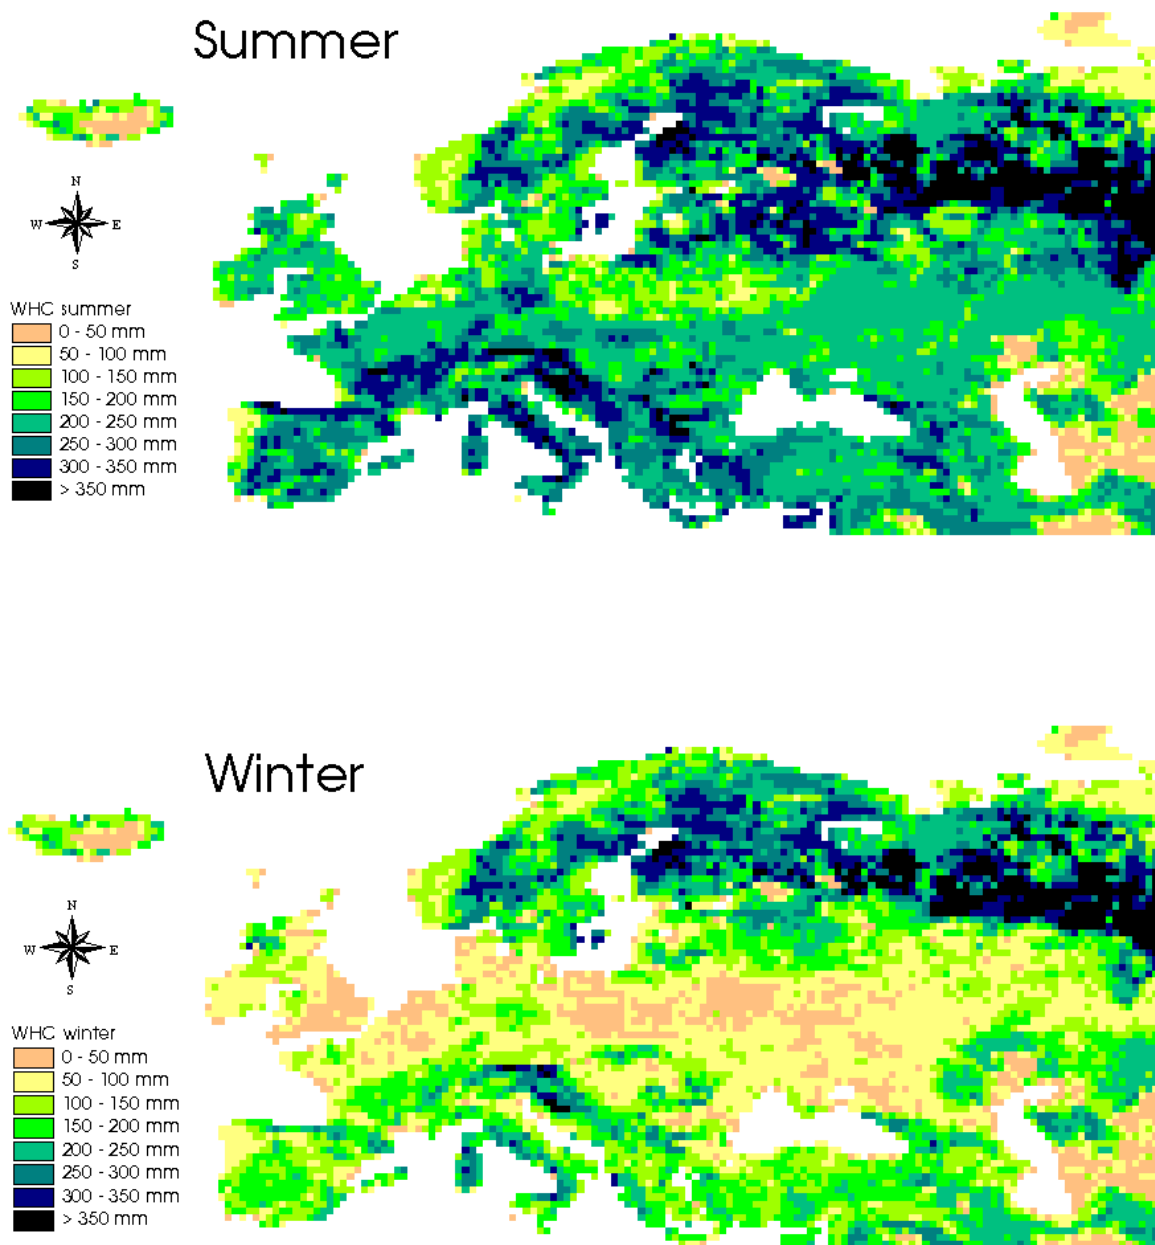 Summer
N
W E
S
WHC summer
0 - 50 mm
50 - 100 mm
100 - 150 mm
150 - 200 mm
200 - 250 mm
250 - 300 mm
300 - 350 mm
> 350 mm
Winter
N
W E
S
WHC winter
0 - 50 mm
50 - 100 mm
100 - 150 mm
150 - 200 mm
200 - 250 mm
250 - 300 mm
300 - 350 mm
> 350 mm